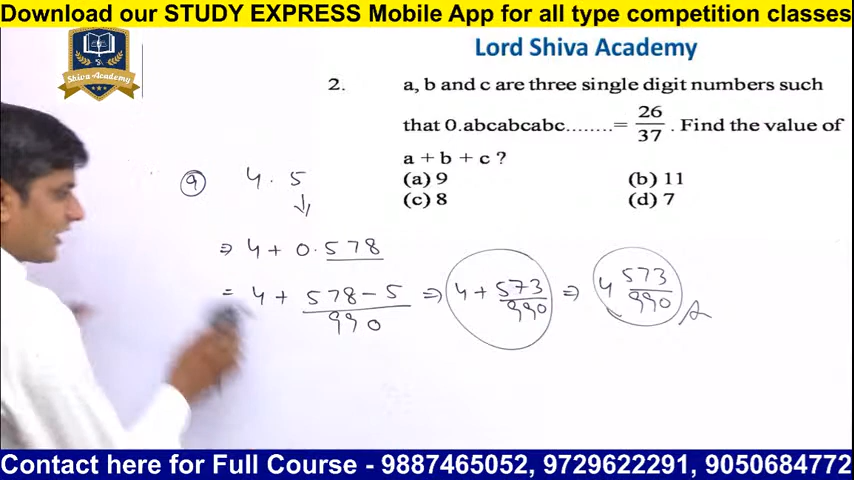 Download our STUDY EXPRESS Mobile App for all type competition classes
Lord Shiva Academy
Shiva Academy
2. a, b and c are three single digit numbers such
that 0.abcabcabc........= 26/37 . Find the value of
a + b + c ?
(a) 9 (b) 11
(c) 8 (d) 7
9 4.5
⇒ 4 + 0.578
= 4 + 578 - 5 / 990 ⇒ 4 + 573/990 ⇒ 4 573/990 A
Contact here for Full Course - 9887465052, 9729622291, 9050684772